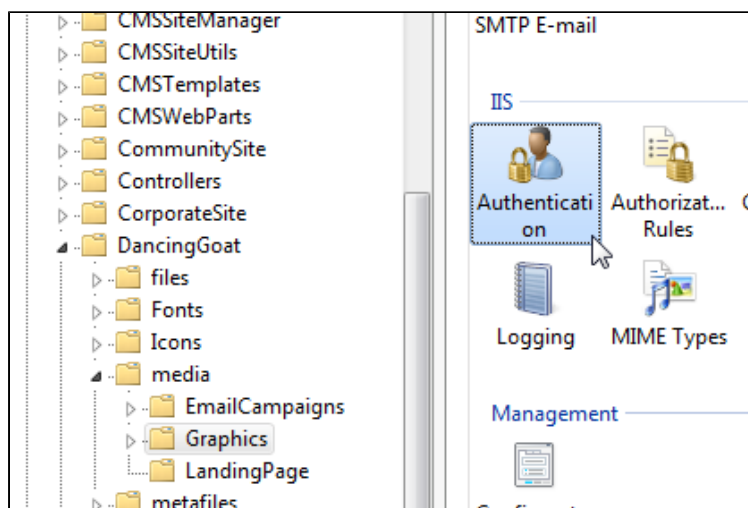 CMSSiteManager
CMSSiteUtils
CMSTemplates
CMSWebParts
CommunitySite
Controllers
CorporateSite
DancingGoat
files
Fonts
Icons
media
EmailCampaigns
Graphics
LandingPage
metafiles
SMTP E-mail
IIS
Authenticati
on
Authorizat...
Rules
Logging
MIME Types
Management